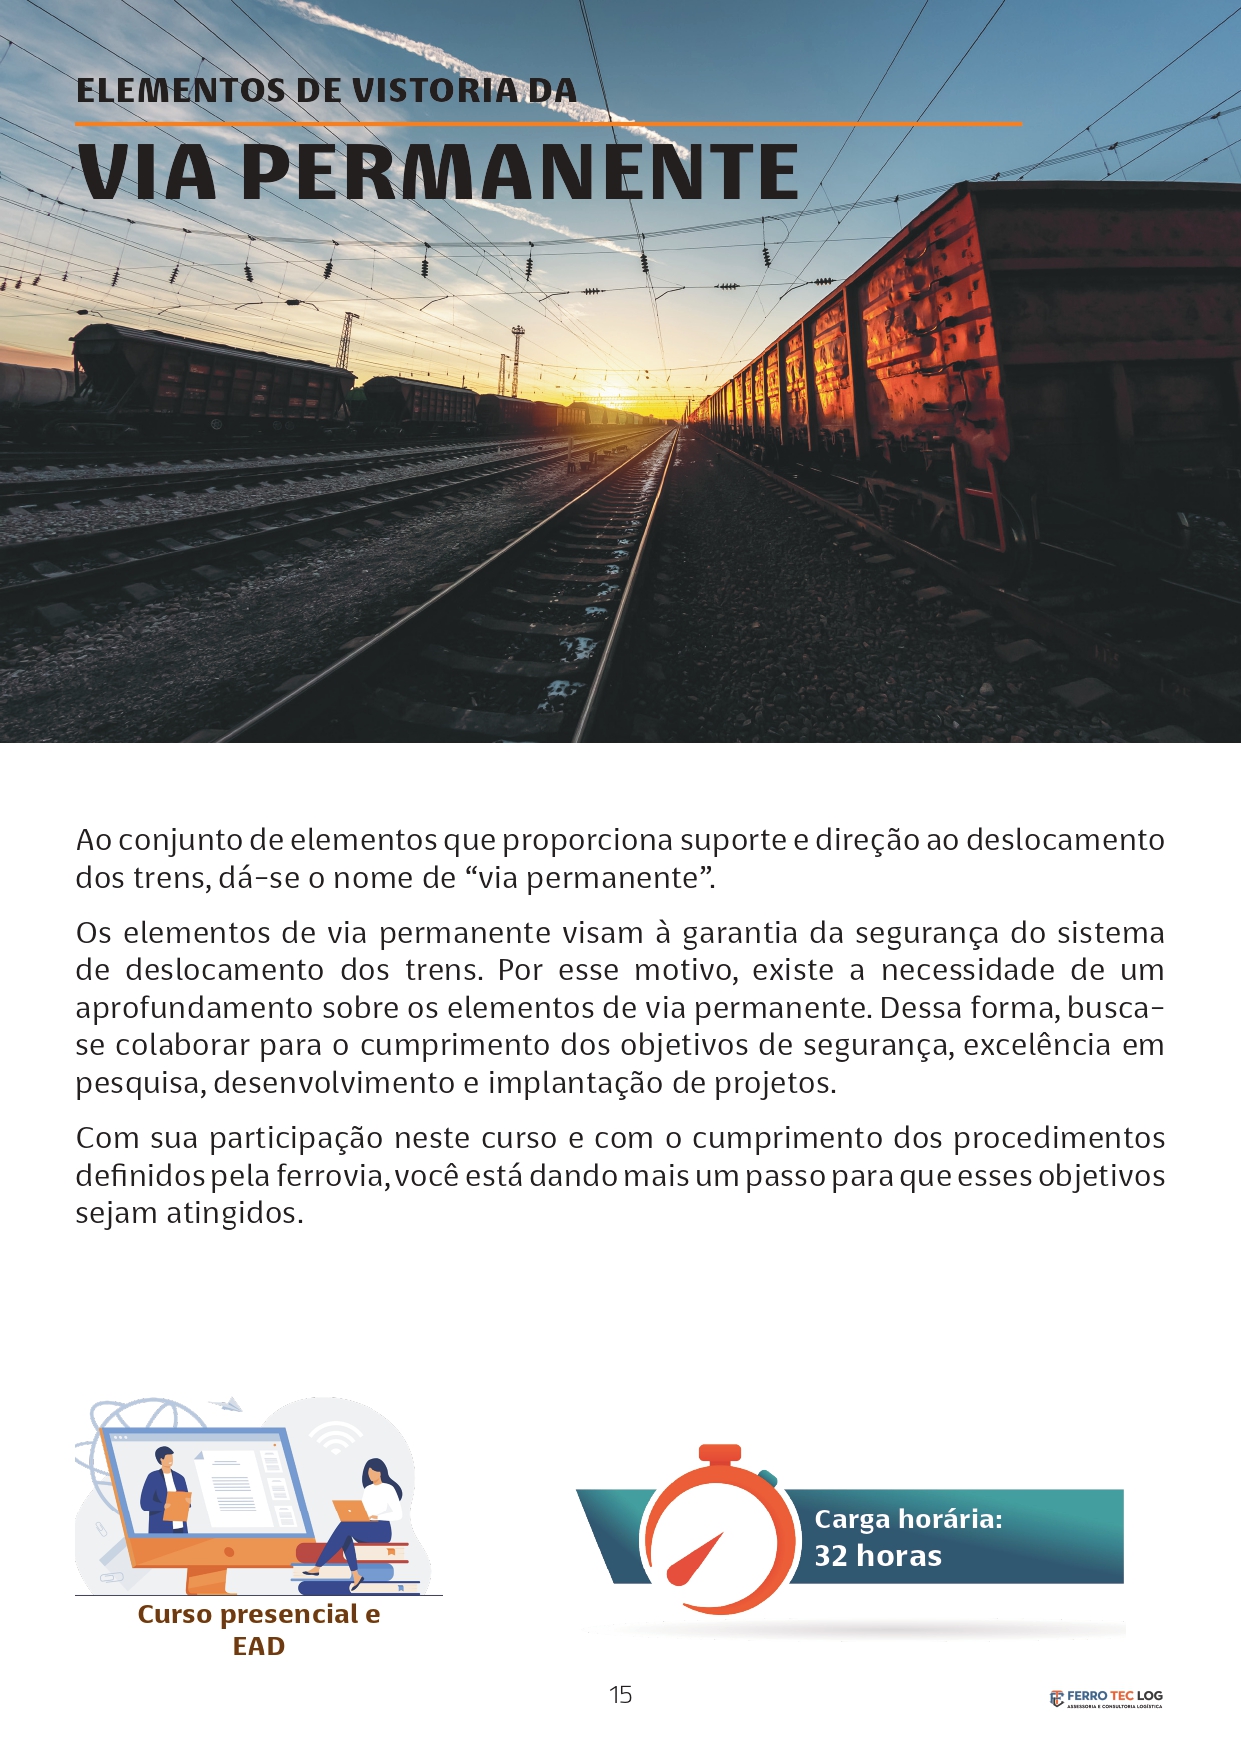 ELEMENTOS DE VISTORIA DA
VIA PERMANENTE
Ao conjunto de elementos que proporciona suporte e direção ao deslocamento
dos trens, dá-se o nome de “via permanente”.
Os elementos de via permanente visam à garantia da segurança do sistema
de deslocamento dos trens. Por esse motivo, existe a necessidade de um
aprofundamento sobre os elementos de via permanente. Dessa forma, busca-
se colaborar para o cumprimento dos objetivos de segurança, excelência em
pesquisa, desenvolvimento e implantação de projetos.
Com sua participação neste curso e com o cumprimento dos procedimentos
definidos pela ferrovia, você está dando mais um passo para que esses objetivos
sejam atingidos.
Curso presencial e
EAD
Carga horária:
32 horas
15
FERRO TEC LOG
ASSESSORIA E CONSULTORIA LOGÍSTICA